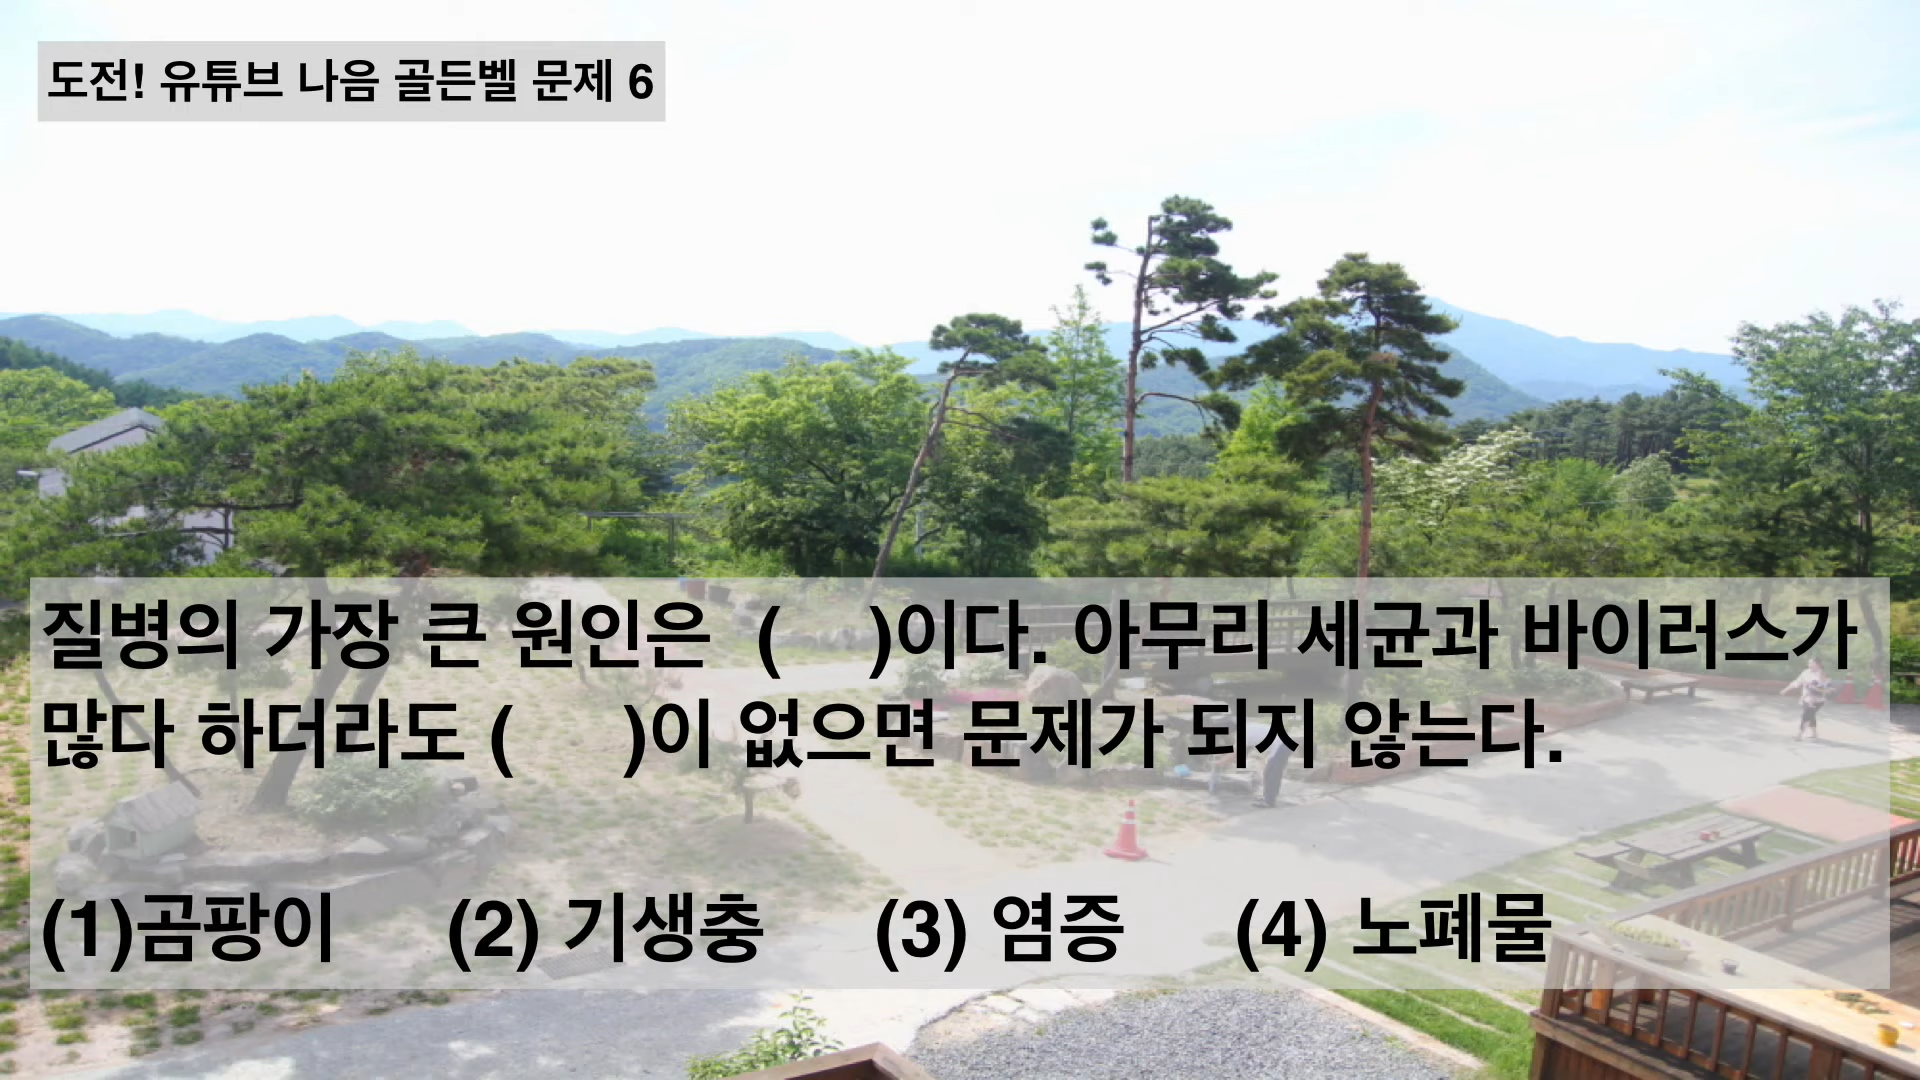 도전! 유튜브 나음 골든벨 문제 6
질병의 가장 큰 원인은 ( )이다. 아무리 세균과 바이러스가
많다 하더라도 ( )이 없으면 문제가 되지 않는다.
(1)곰팡이 (2) 기생충 (3) 염증 (4) 노폐물